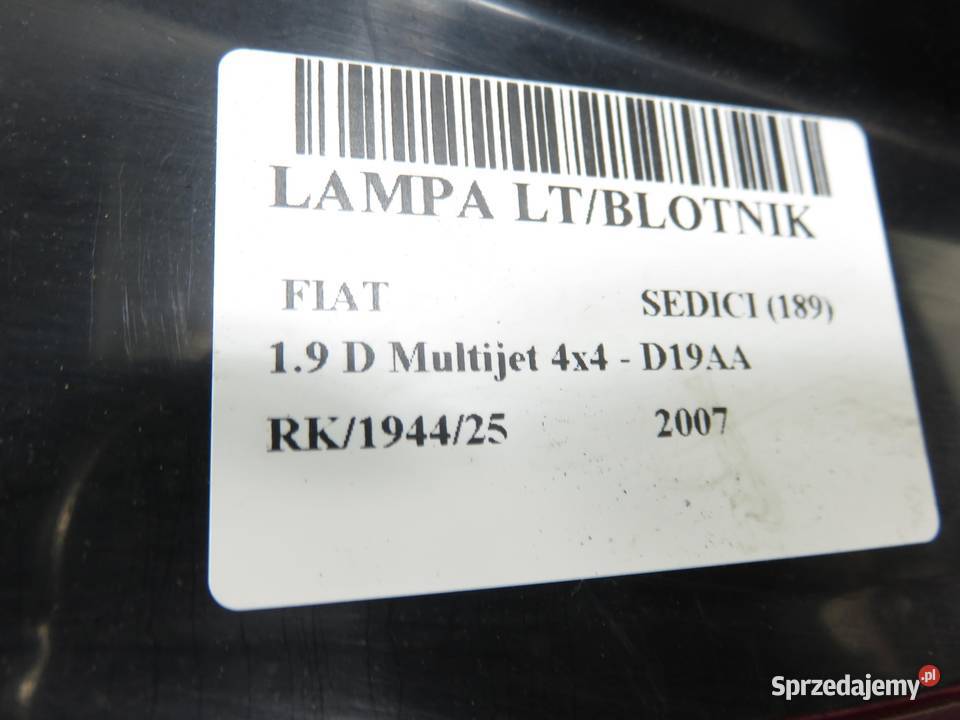 LAMPA LT/BLOTNIK
FIAT SEDICI (189)
1.9 D Multijet 4x4 - D19AA
RK/1944/25 2007
Sprzedajemy.pl